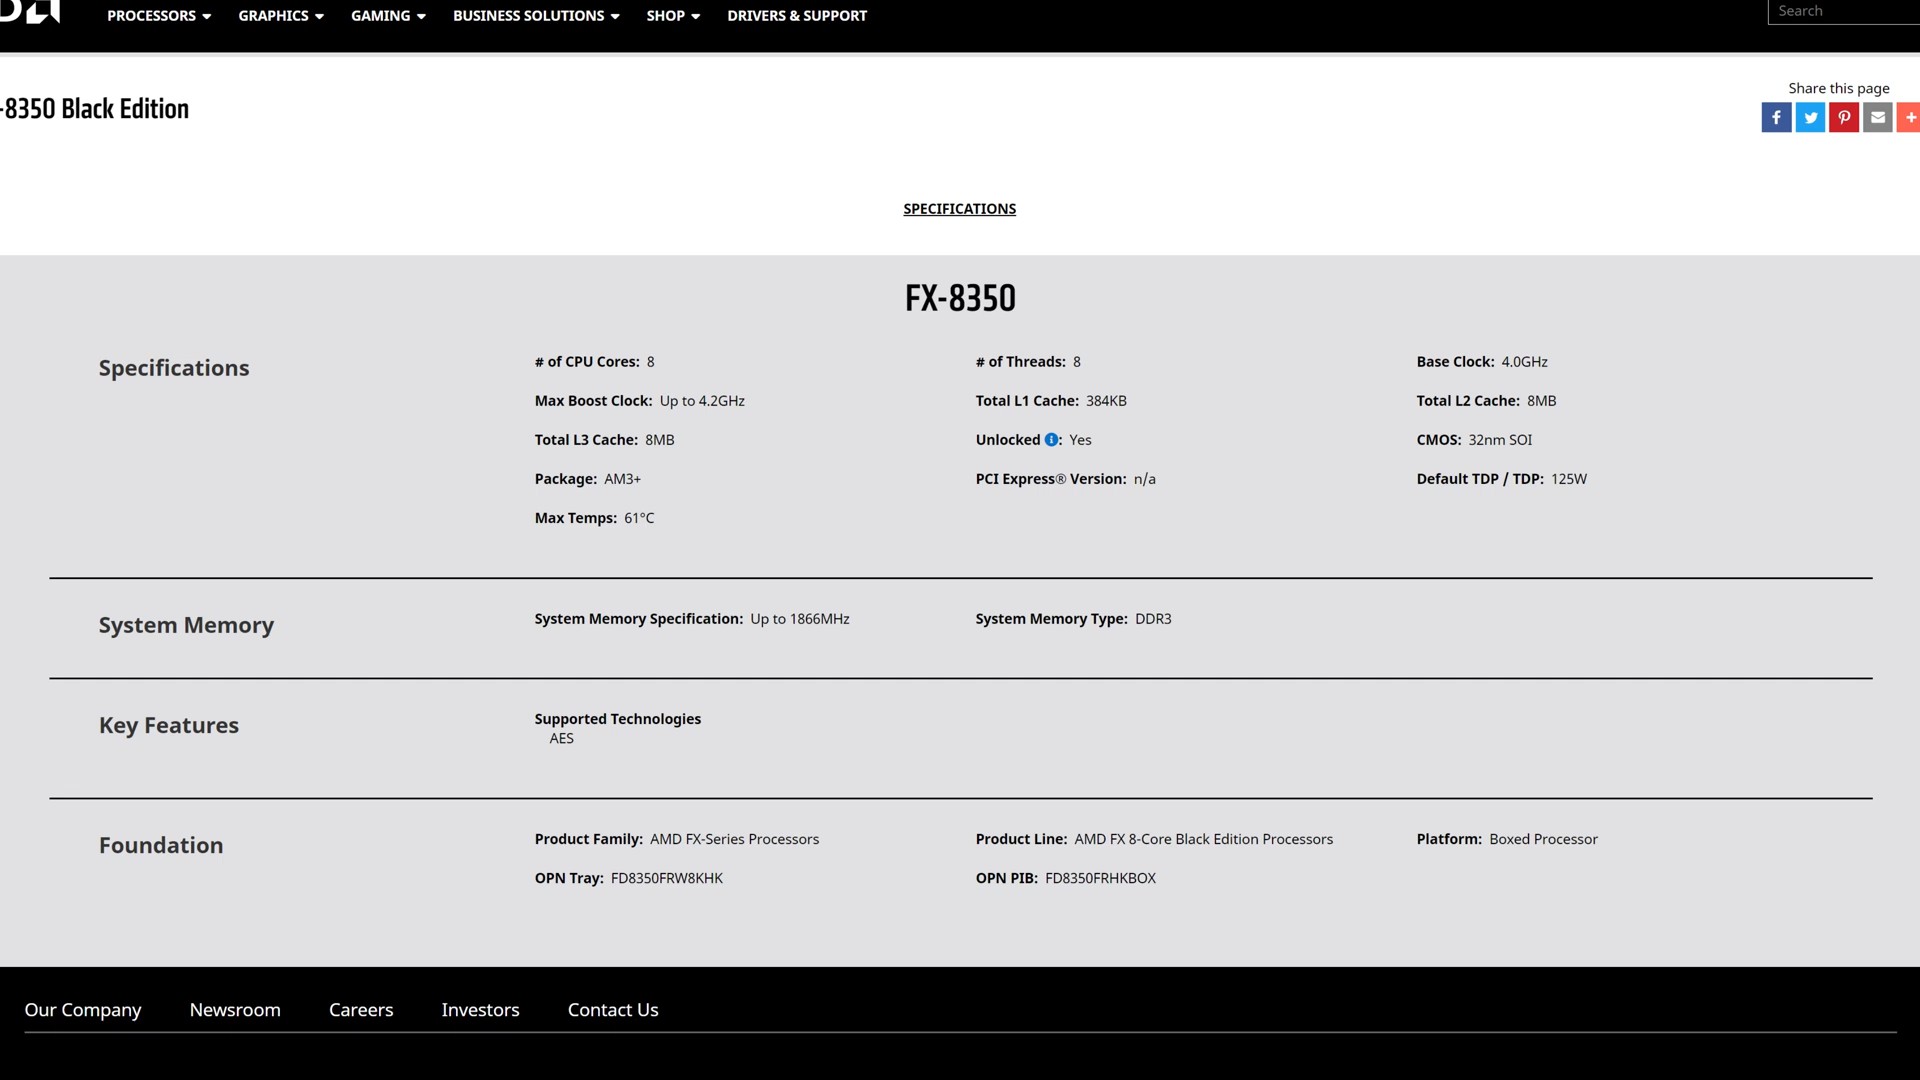 PROCESSORS GRAPHICS GAMING BUSINESS SOLUTIONS SHOP DRIVERS & SUPPORT Search
Share this page
-8350 Black Edition
SPECIFICATIONS
FX-8350
Specifications
# of CPU Cores: 8 # of Threads: 8 Base Clock: 4.0GHz
Max Boost Clock: Up to 4.2GHz Total L1 Cache: 384KB Total L2 Cache: 8MB
Total L3 Cache: 8MB Unlocked : Yes CMOS: 32nm SOI
Package: AM3+ PCI Express® Version: n/a Default TDP / TDP: 125W
Max Temps: 61°C
System Memory
System Memory Specification: Up to 1866MHz System Memory Type: DDR3
Key Features
Supported Technologies
AES
Foundation
Product Family: AMD FX-Series Processors Product Line: AMD FX 8-Core Black Edition Processors Platform: Boxed Processor
OPN Tray: FD8350FRW8KHK OPN PIB: FD8350FRHKBOX
Our Company Newsroom Careers Investors Contact Us